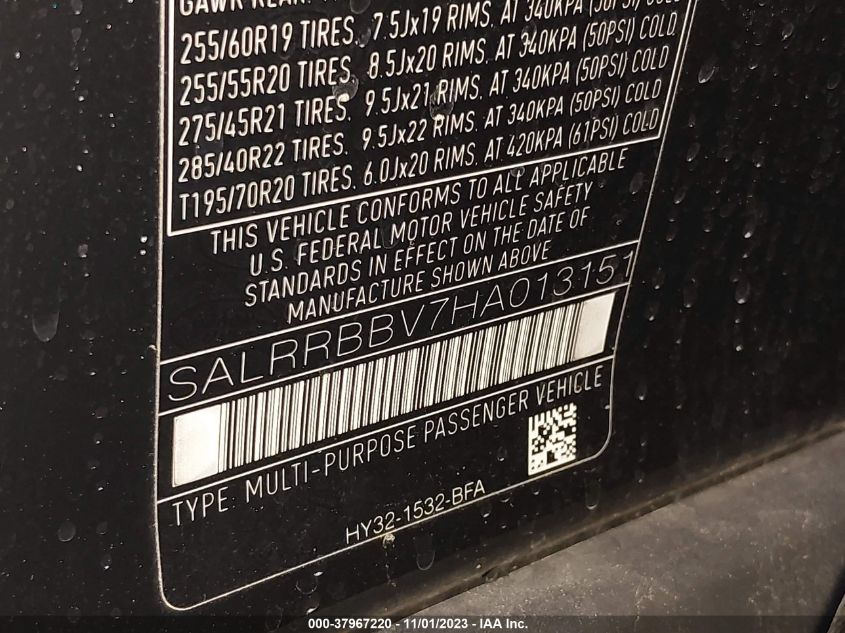 255/60R19 TIRES, 7.5Jx19 RIMS. AT 340KPA (50PSI) COLD
255/55R20 TIRES, 8.5Jx20 RIMS. AT 340KPA (50PSI) COLD
275/45R21 TIRES, 9.5Jx21 RIMS. AT 340KPA (50PSI) COLD
285/40R22 TIRES, 9.5Jx22 RIMS. AT 340KPA (50PSI) COLD
T195/70R20 TIRES, 6.0Jx20 RIMS. AT 420KPA (61PSI) COLD
THIS VEHICLE CONFORMS TO ALL APPLICABLE
U.S. FEDERAL MOTOR VEHICLE SAFETY
STANDARDS IN EFFECT ON THE DATE OF
MANUFACTURE SHOWN ABOVE
SALRRBBV7HA013151
TYPE: MULTI-PURPOSE PASSENGER VEHICLE
HY32-1532-BFA
000-37967220 - 11/01/2023 - IAA Inc.